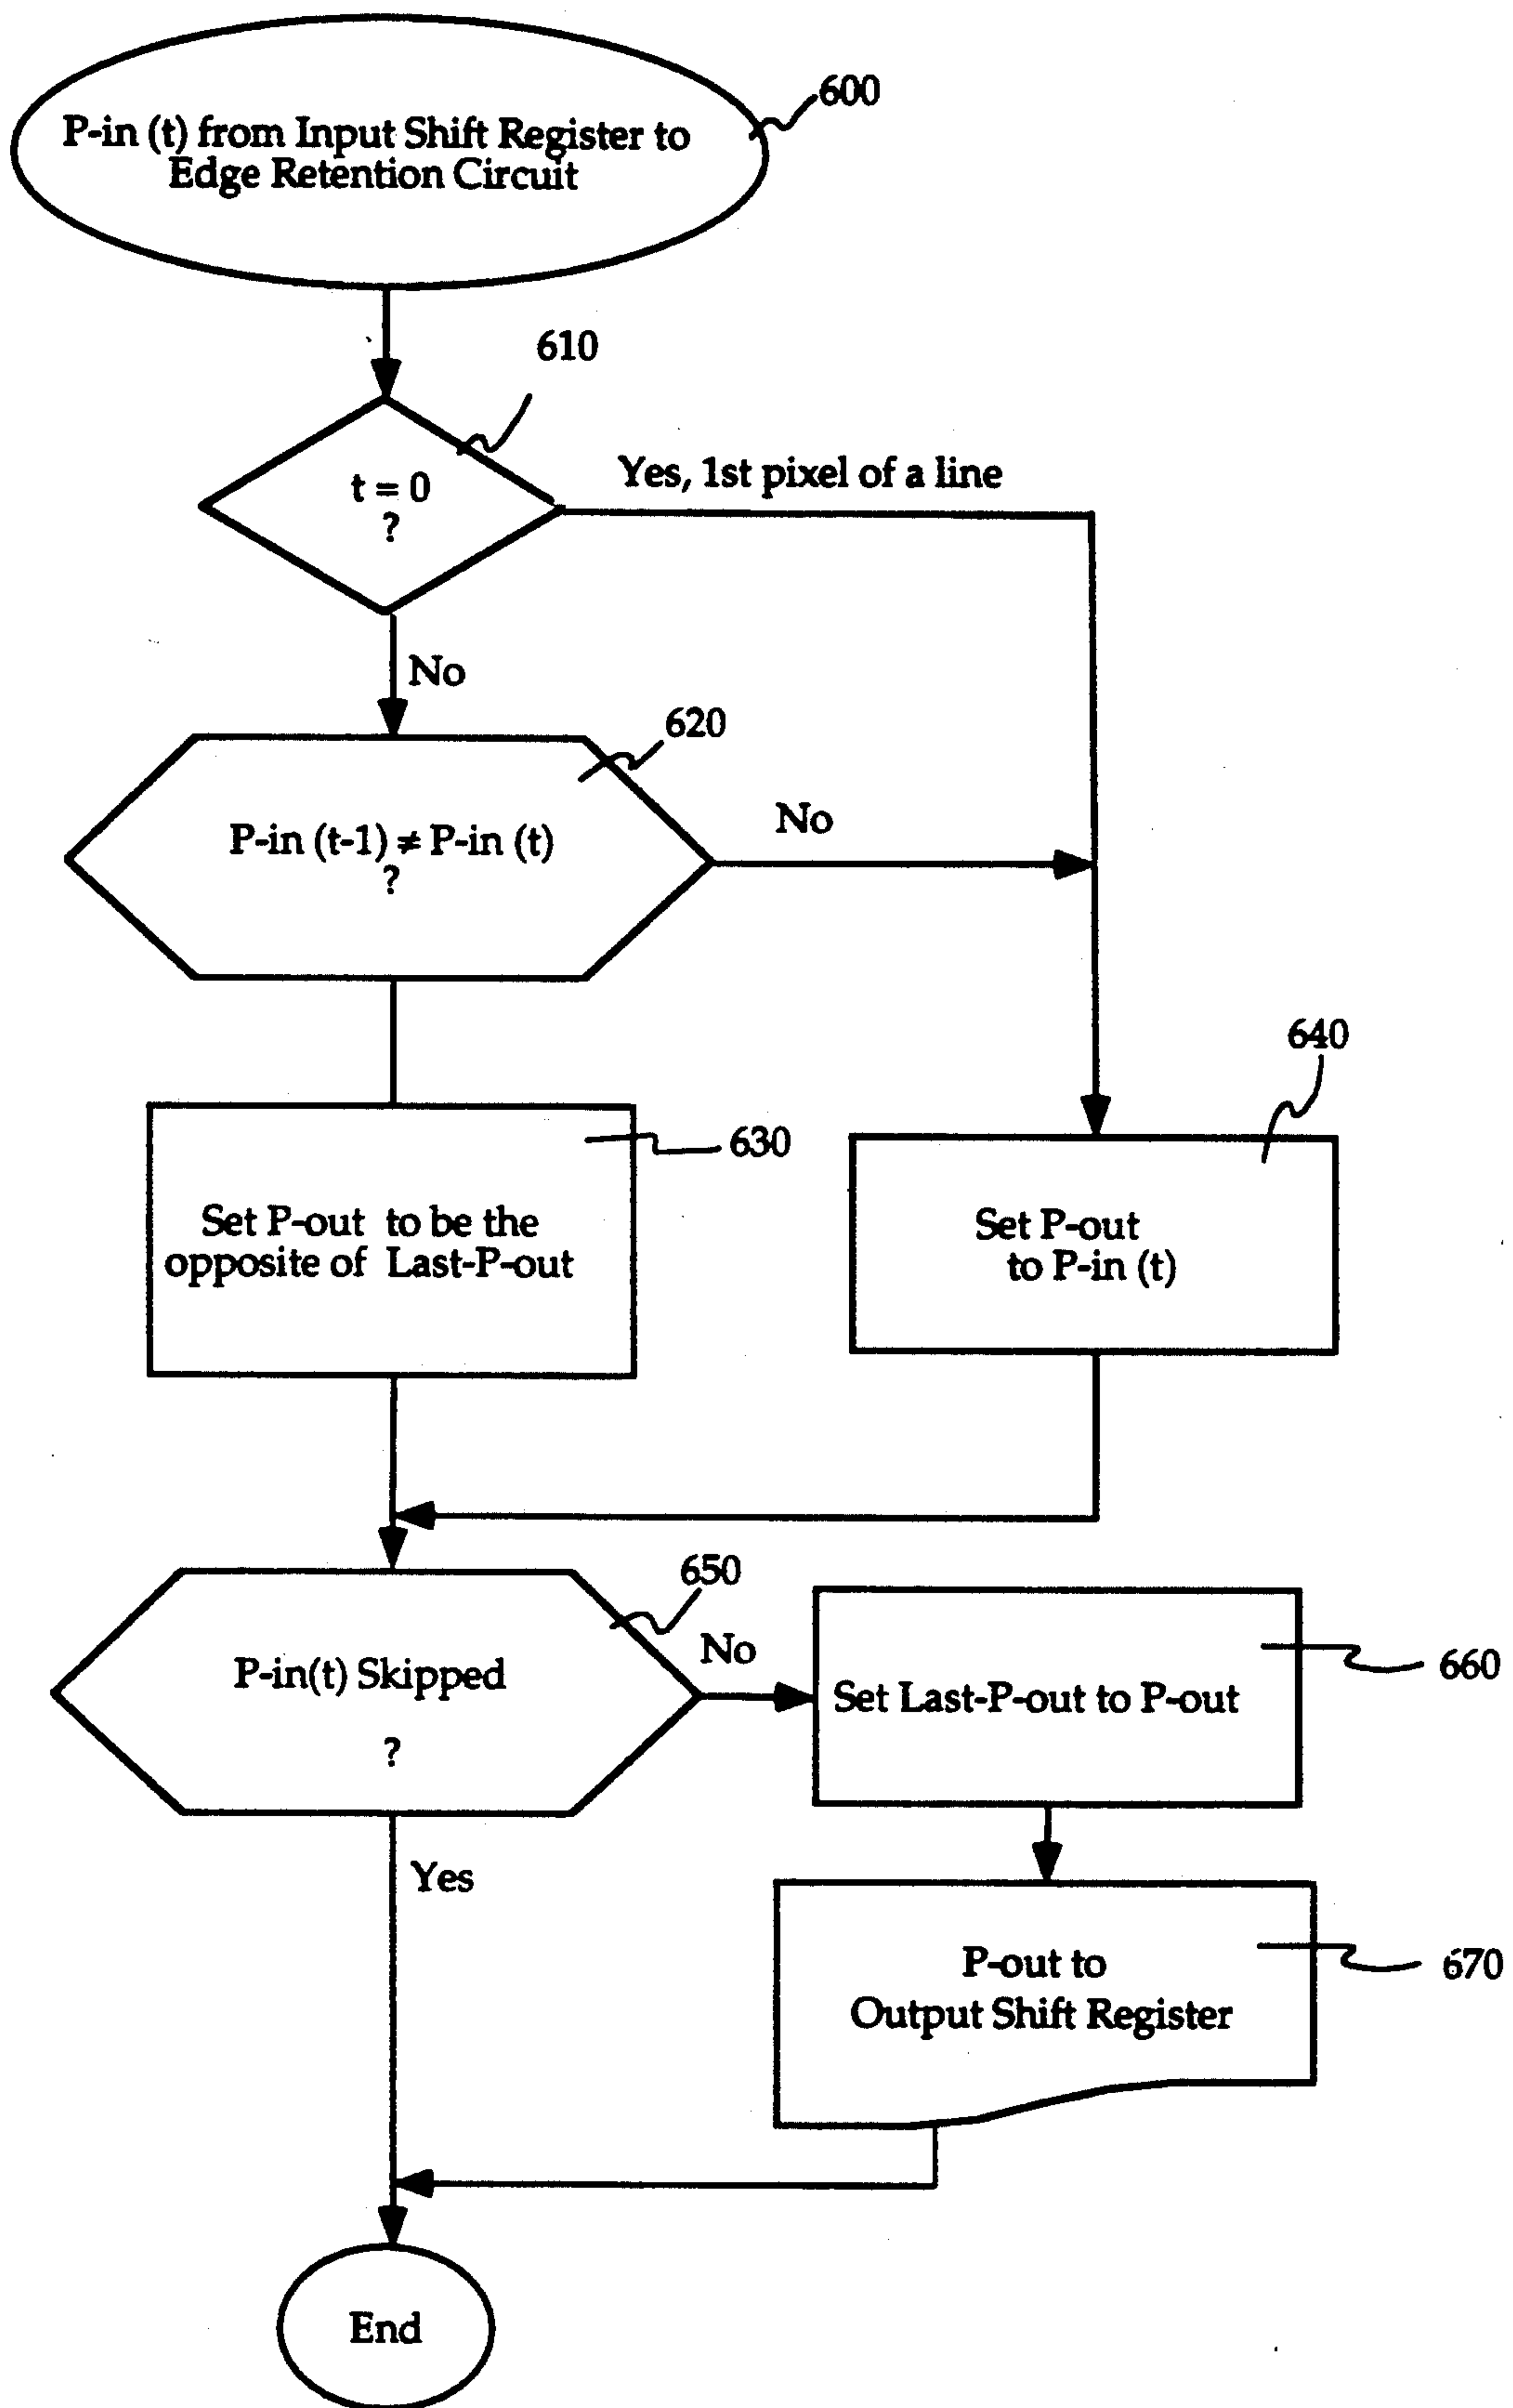 600
P-in (t) from Input Shift Register to
Edge Retention Circuit
610
Yes, 1st pixel of a line
t = 0
?
No
620
No
P-in (t-1) ≠ P-in (t)
?
640
630
Set P-out to be the
opposite of Last-P-out
Set P-out
to P-in (t)
650
No
660
P-in(t) Skipped
?
Set Last-P-out to P-out
Yes
670
P-out to
Output Shift Register
End